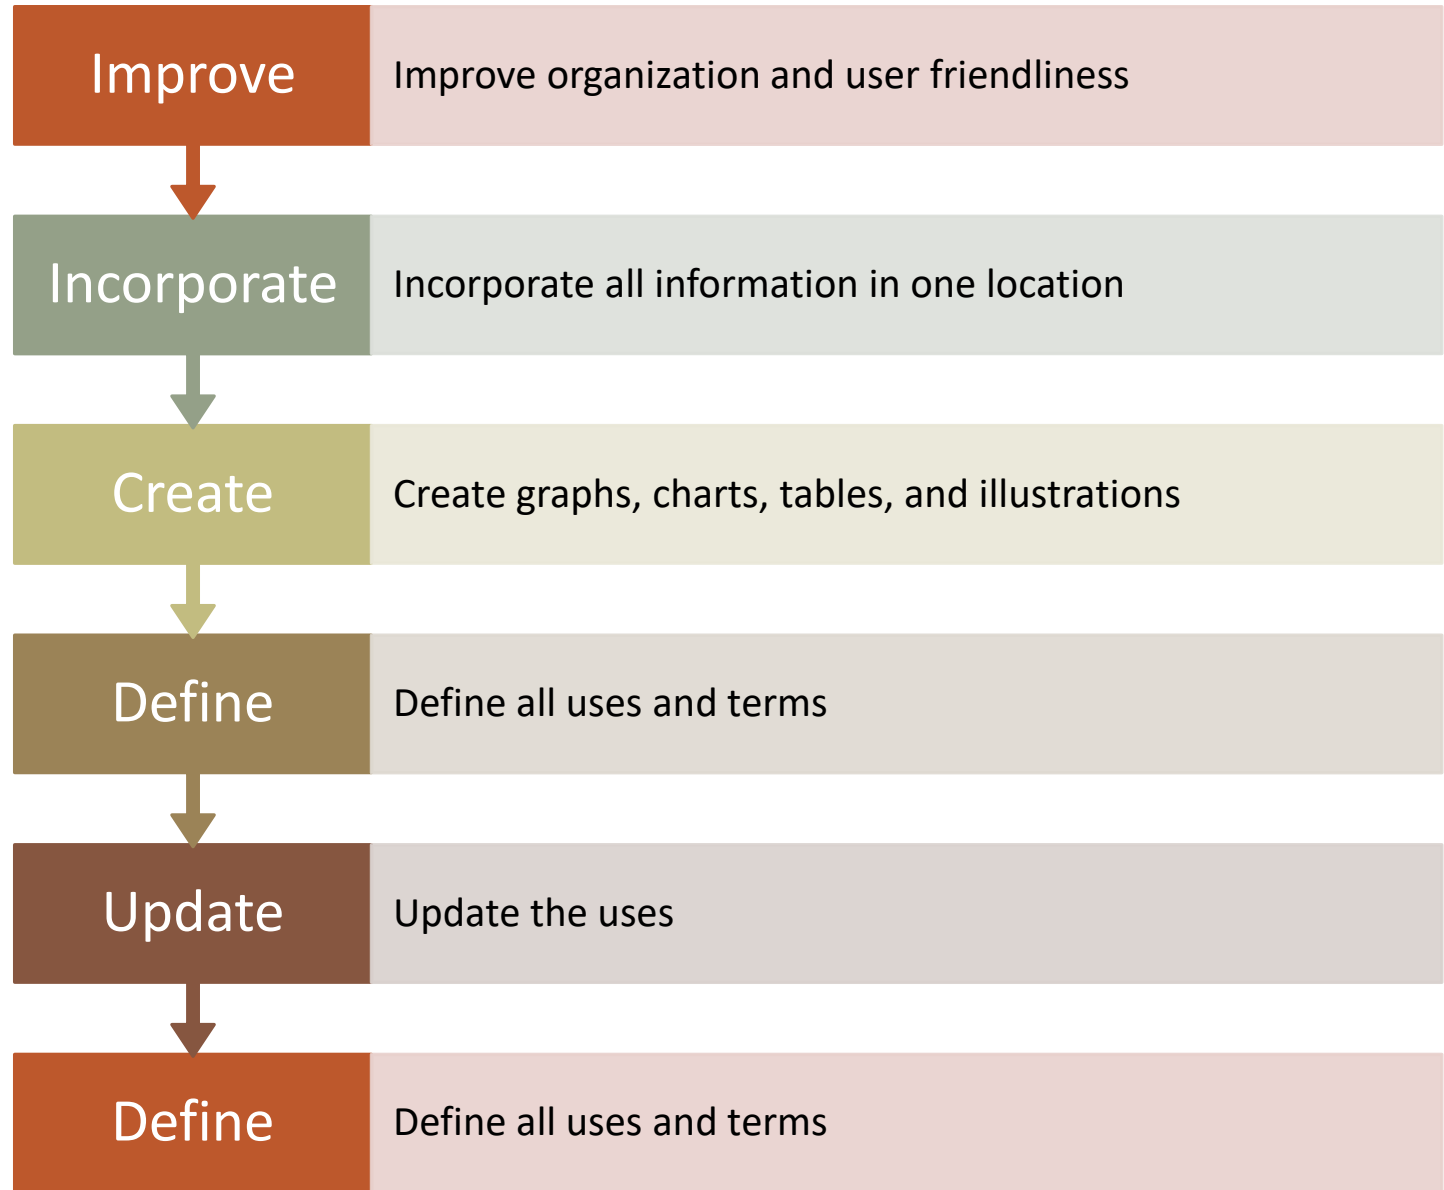 Improve
Improve organization and user friendliness
Incorporate
Incorporate all information in one location
Create
Create graphs, charts, tables, and illustrations
Define
Define all uses and terms
Update
Update the uses
Define
Define all uses and terms